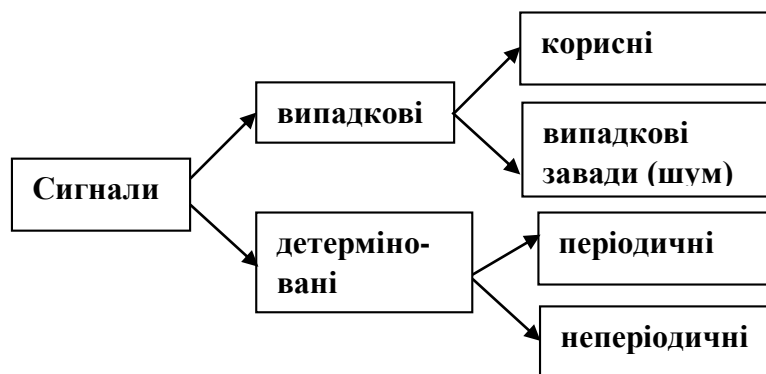 Сигнали
випадкові
корисні
випадкові
завади (шум)
детерміно-
вані
періодичні
неперіодичні